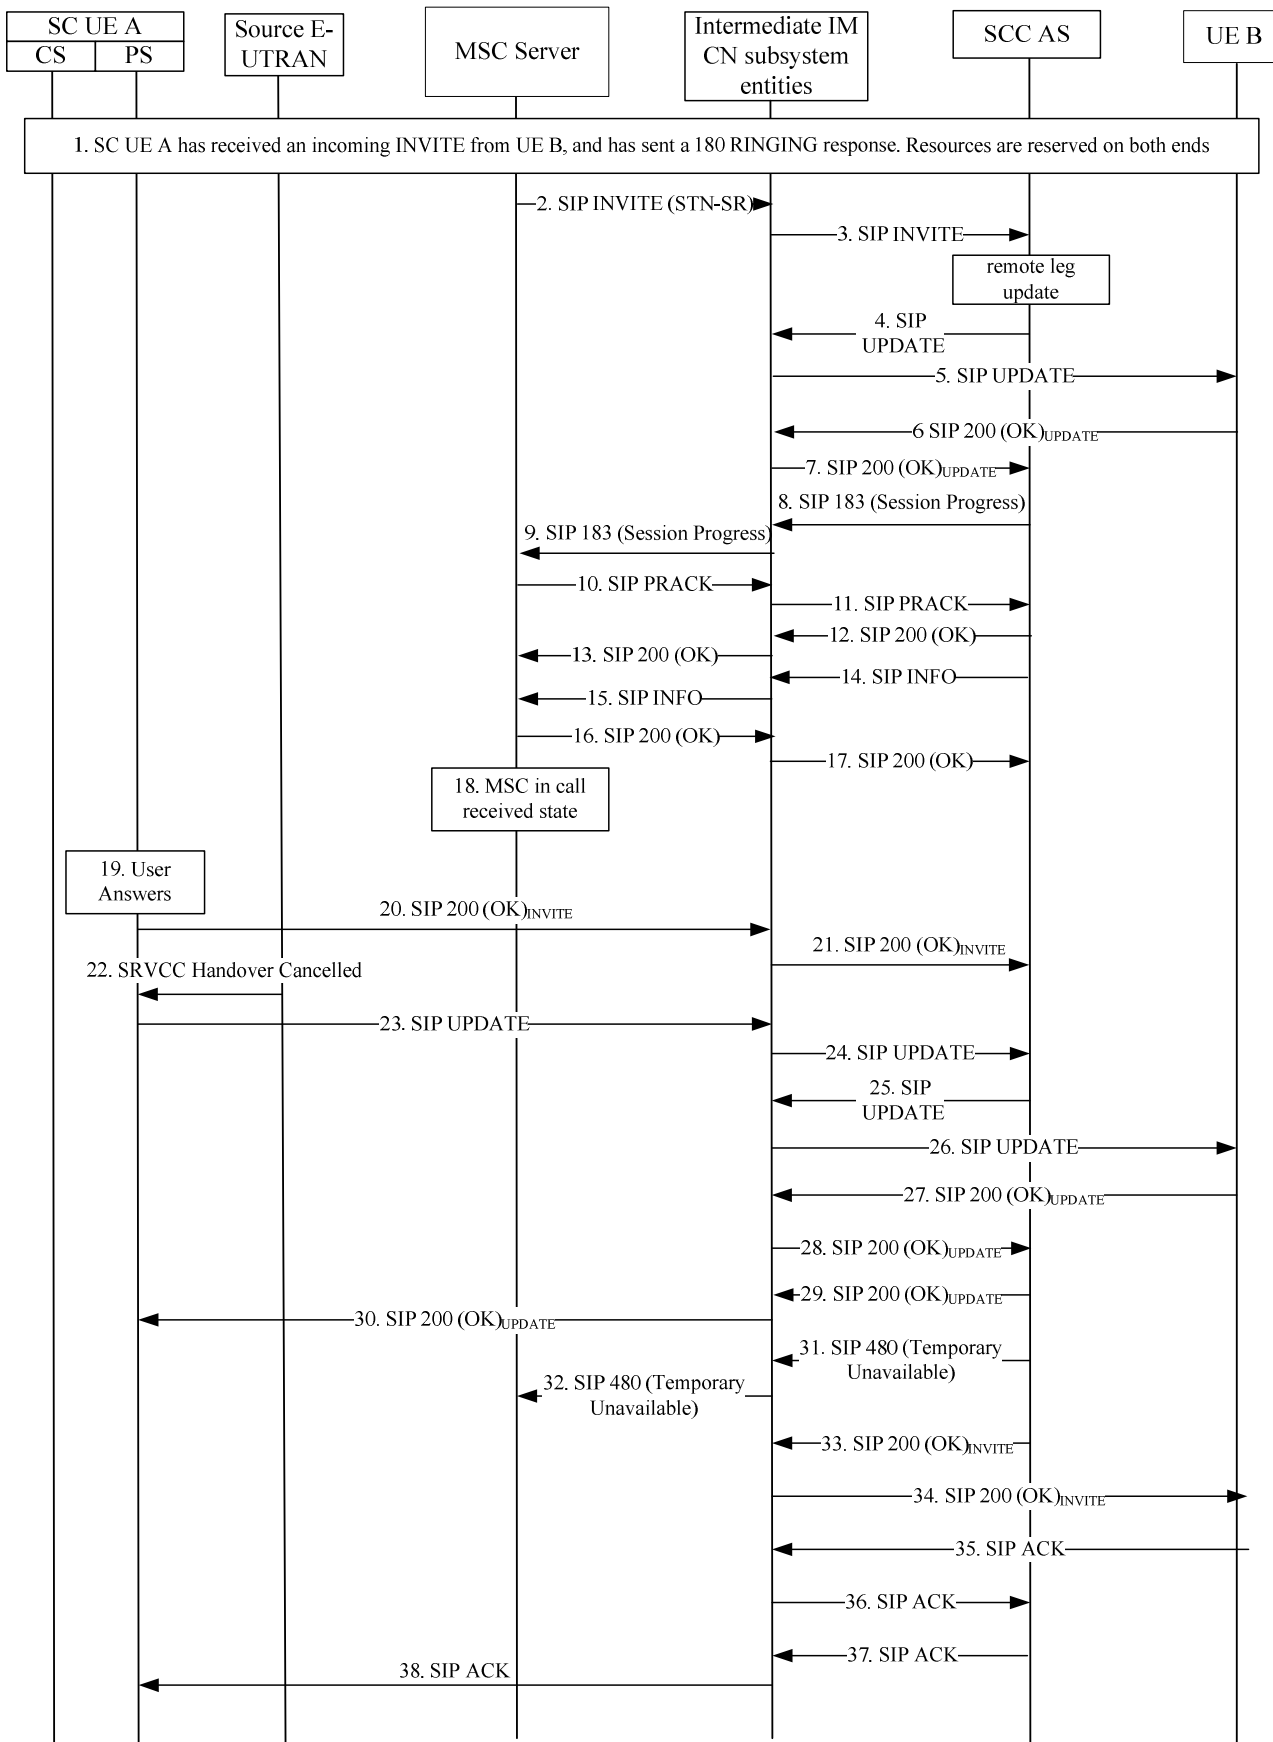 SC UE A
CS
PS
Source E-
UTRAN
MSC Server
Intermediate IM
CN subsystem
entities
SCC AS
UE B
1. SC UE A has received an incoming INVITE from UE B, and has sent a 180 RINGING response. Resources are reserved on both ends
2. SIP INVITE (STN-SR)
3. SIP INVITE
remote leg
update
4. SIP
UPDATE
5. SIP UPDATE
6 SIP 200 (OK)UPDATE
7. SIP 200 (OK)UPDATE
8. SIP 183 (Session Progress)
9. SIP 183 (Session Progress)
10. SIP PRACK
11. SIP PRACK
12. SIP 200 (OK)
13. SIP 200 (OK)
14. SIP INFO
15. SIP INFO
16. SIP 200 (OK)
17. SIP 200 (OK)
18. MSC in call
received state
19. User
Answers
20. SIP 200 (OK)INVITE
21. SIP 200 (OK)INVITE
22. SRVCC Handover Cancelled
23. SIP UPDATE
24. SIP UPDATE
25. SIP
UPDATE
26. SIP UPDATE
27. SIP 200 (OK)UPDATE
28. SIP 200 (OK)UPDATE
29. SIP 200 (OK)UPDATE
30. SIP 200 (OK)UPDATE
31. SIP 480 (Temporary
Unavailable)
32. SIP 480 (Temporary
Unavailable)
33. SIP 200 (OK)INVITE
34. SIP 200 (OK)INVITE
35. SIP ACK
36. SIP ACK
37. SIP ACK
38. SIP ACK